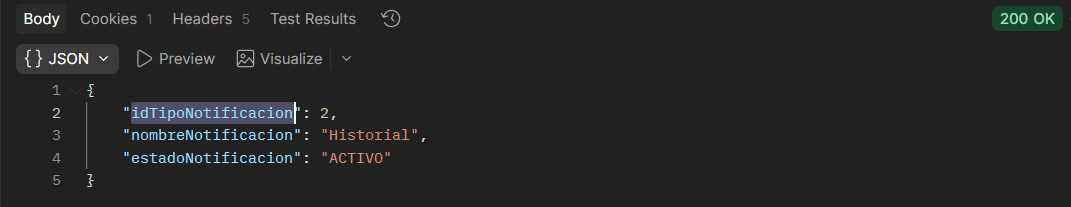 Body Cookies 1 Headers 5 Test Results 200 OK
{} JSON Preview Visualize
1 {
2 "idTipoNotificacion": 2,
3 "nombreNotificacion": "Historial",
4 "estadoNotificacion": "ACTIVO"
5 }